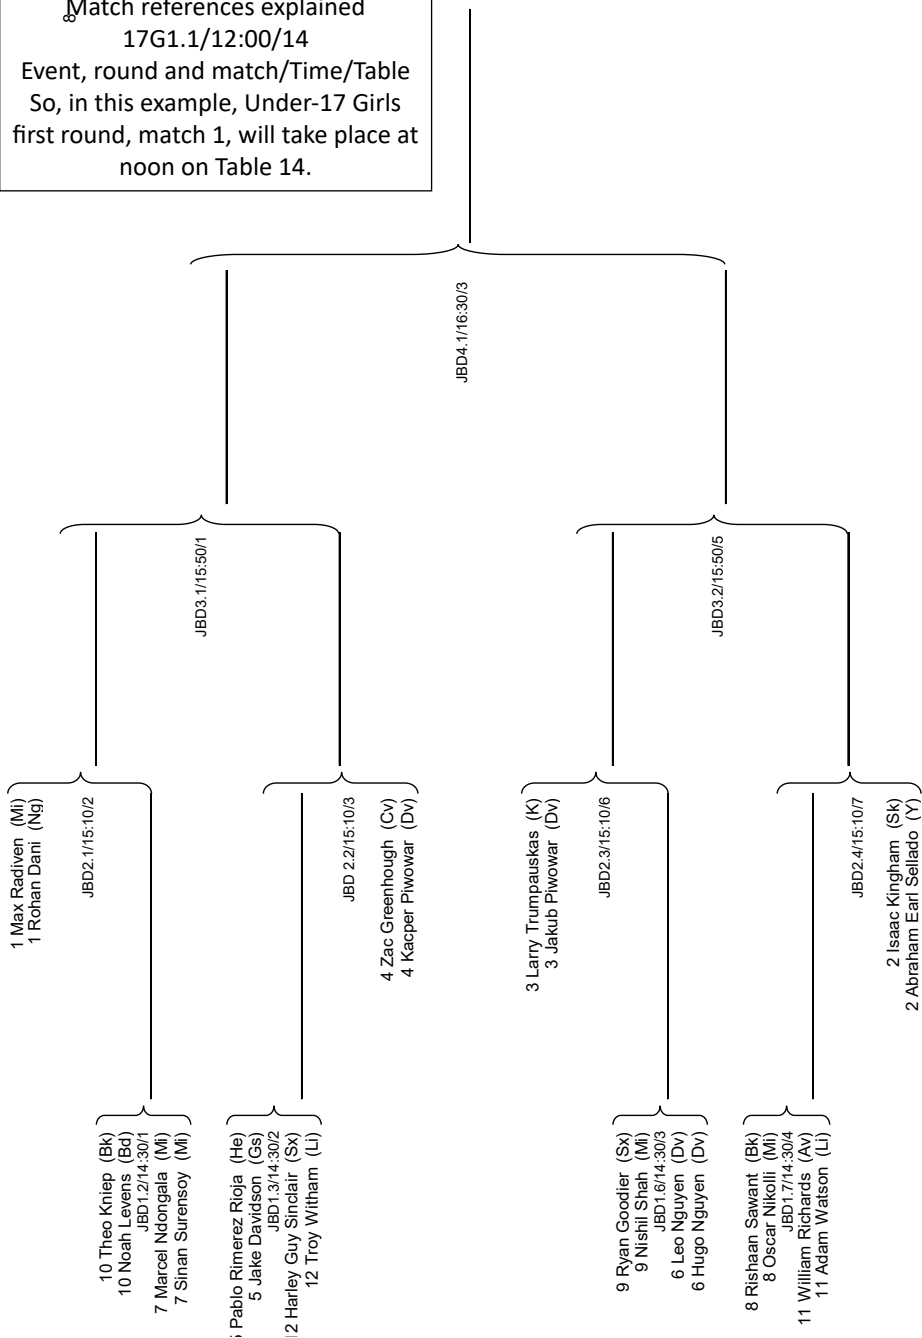 8
Match references explained
17G1.1/12:00/14
Event, round and match/Time/Table
So, in this example, Under-17 Girls
first round, match 1, will take place at
noon on Table 14.
JBD4.1/16:30/3
JBD3.1/15:50/1
JBD3.2/15:50/5
1 Max Radiven (Mi)
1 Rohan Dani (Ng)
JBD2.1/15:10/2
JBD 2.2/15:10/3
4 Zac Greenhough (Cv)
4 Kacper Piwowar (Dv)
3 Larry Trumpauskas (K)
3 Jakub Piwowar (Dv)
JBD2.3/15:10/6
JBD2.4/15:10/7
2 Isaac Kingham (Sk)
2 Abraham Earl Sellado (Y)
10 Theo Kniep (Bk)
10 Noah Levens (Bd)
JBD1.2/14:30/1
7 Marcel Ndongala (Mi)
7 Sinan Surensoy (Mi)
Pablo Rimerez Rioja (He)
5 Jake Davidson (Gs)
JBD1.3/14:30/2
12 Harley Guy Sinclair (Sx)
12 Troy Witham (Li)
9 Ryan Goodier (Sx)
9 Nishil Shah (Mi)
JBD1.6/14:30/3
6 Leo Nguyen (Dv)
6 Hugo Nguyen (Dv)
8 Rishaan Sawant (Bk)
8 Oscar Nikolli (Mi)
JBD1.7/14:30/4
11 William Richards (Av)
11 Adam Watson (Li)